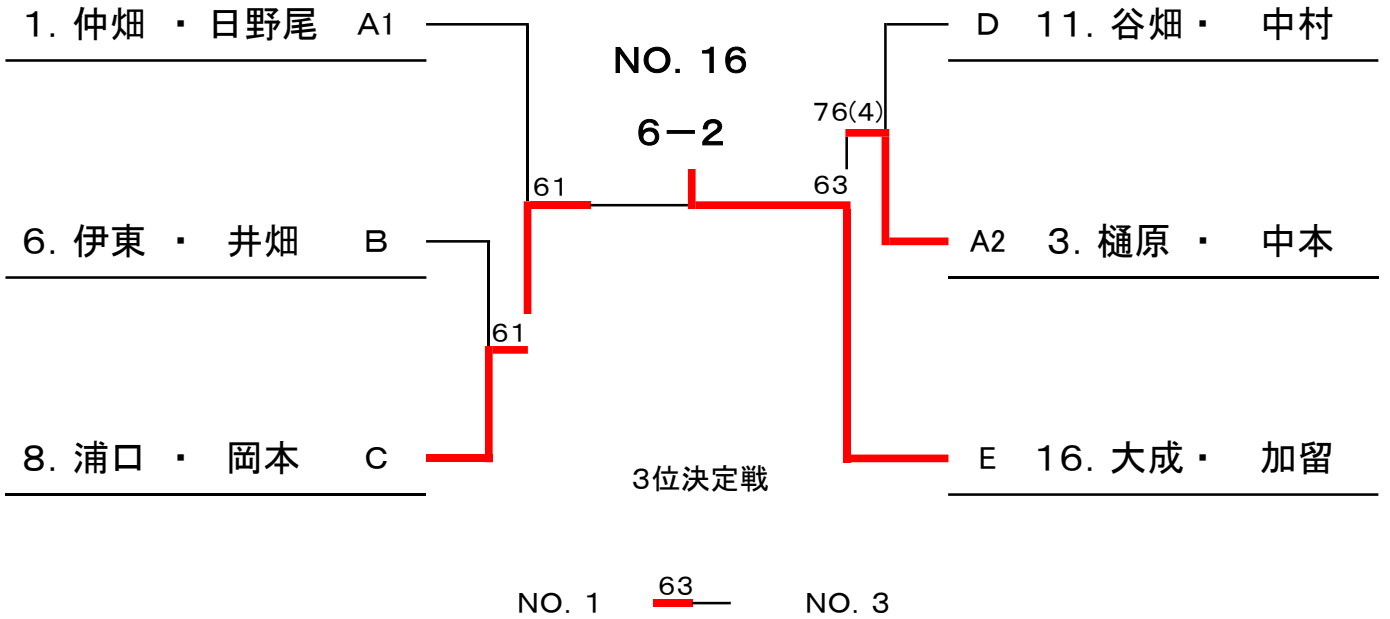 1. 仲畑 ・ 日野尾 A1
NO. 16
D 11. 谷畑・ 中村
76(4)
6－2
61
63
6. 伊東 ・ 井畑 B
A2 3. 樋原 ・ 中本
61
8. 浦口 ・ 岡本 C
E 16. 大成・ 加留
3位決定戦
63
NO. 1 NO. 3